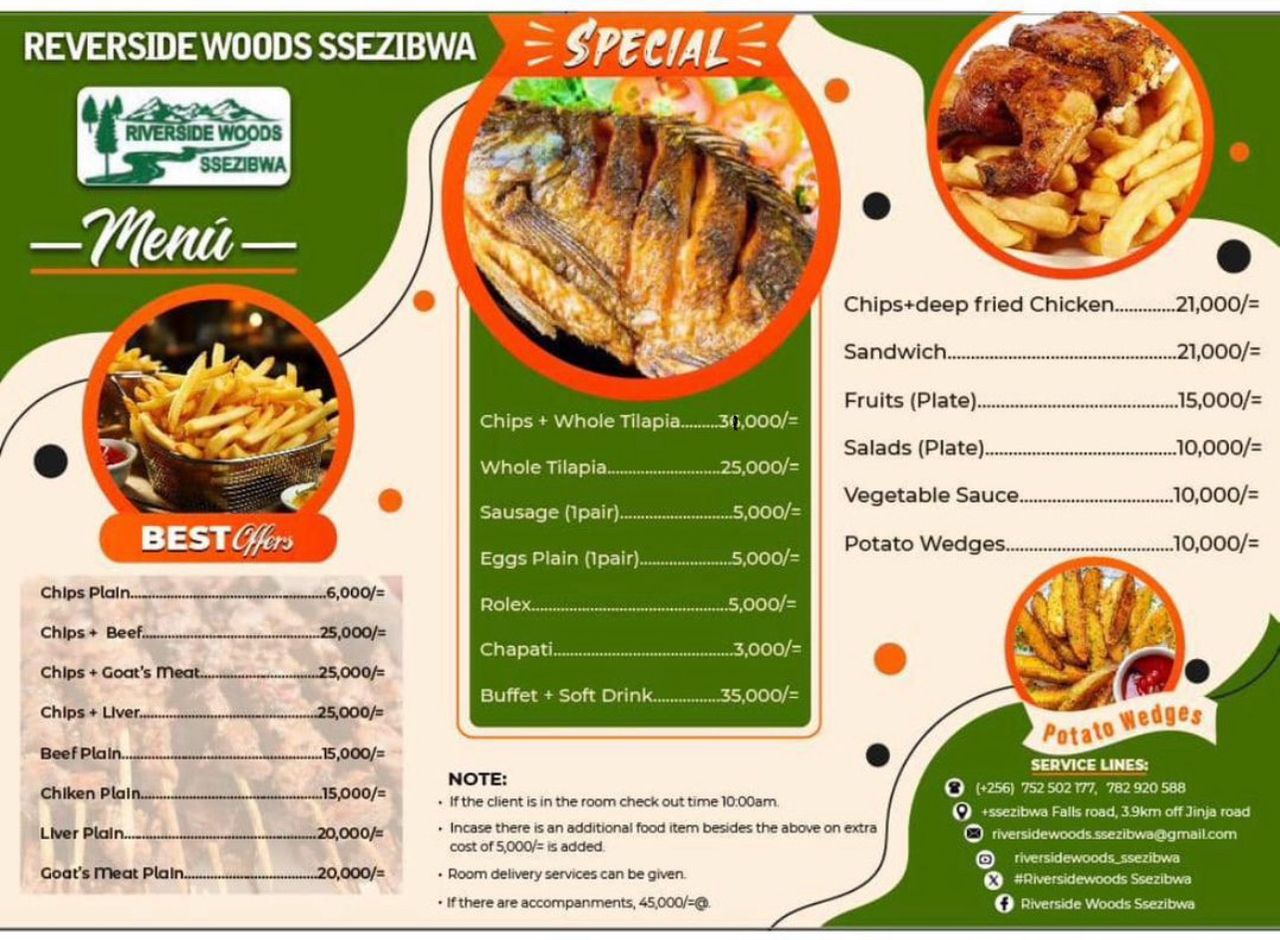 REVERSIDE WOODS SSEZIBWA
RIVERSIDE WOODS
SSEZIBWA
Menú
BEST Offers
Chips Plain.....6,000/=
Chips + Beef.....25,000/=
Chips + Goat's Meat.....25,000/=
Chips + Liver.....25,000/=
Beef Plain.....15,000/=
Chiken Plain.....15,000/=
Liver Plain.....20,000/=
Goat's Meat Plain.....20,000/=
SPECIAL
Chips + Whole Tilapia.....
Whole Tilapia.....25,000/=
Sausage (1pair).....5,000/=
Eggs Plain (1pair).....5,000/=
Rolex.....5,000/=
Chapati.....3,000/=
Buffet + Soft Drink.....35,000/=
NOTE:
• If the client is in the room check out time 10:00am.
• Incase there is an additional food item besides the above on extra
cost of 5,000/= is added.
• Room delivery services can be given.
• If there are accompanments, 45,000/=@.
Chips+deep fried Chicken.....21,000/=
Sandwich.....21,000/=
Fruits (Plate).....15,000/=
Salads (Plate).....10,000/=
Vegetable Sauce.....10,000/=
Potato Wedges.....10,000/=
Potato Wedges
SERVICE LINES:
(+256) 752 502 177, 782 920 588
+ssezibwa Falls road, 3.9km off Jinja road
riversidewoods.ssezibwa@gmail.com
riversidewoods_ssezibwa
#Riversidewoods Ssezibwa
Riverside Woods Ssezibwa